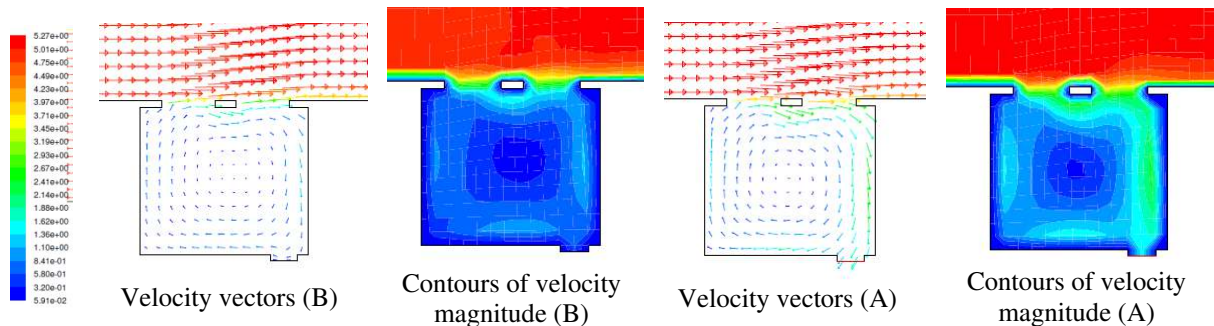 5.27e+00
5.01e+00
4.75e+00
4.49e+00
4.23e+00
3.97e+00
3.71e+00
3.45e+00
3.19e+00
2.93e+00
2.67e+00
2.41e+00
2.14e+00
1.88e+00
1.62e+00
1.36e+00
1.10e+00
8.41e-01
5.80e-01
3.20e-01
5.91e-02
Velocity vectors (B)
Contours of velocity
magnitude (B)
Velocity vectors (A)
Contours of velocity
magnitude (A)